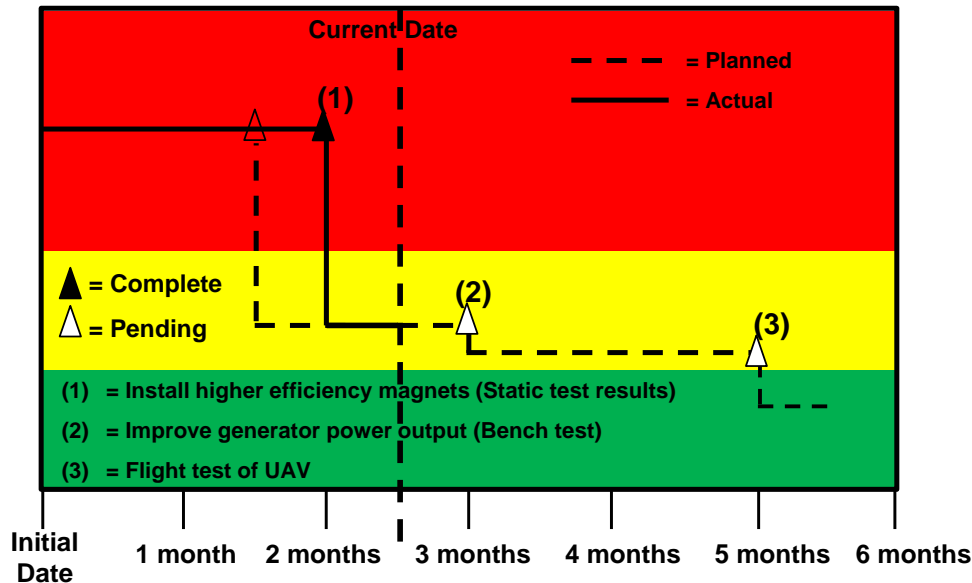 Current Date
= Planned
(1)
= Actual
= Complete
(2)
= Pending
(3)
(1) = Install higher efficiency magnets (Static test results)
(2) = Improve generator power output (Bench test)
(3) = Flight test of UAV
Initial
Date
1 month
2 months
3 months
4 months
5 months
6 months